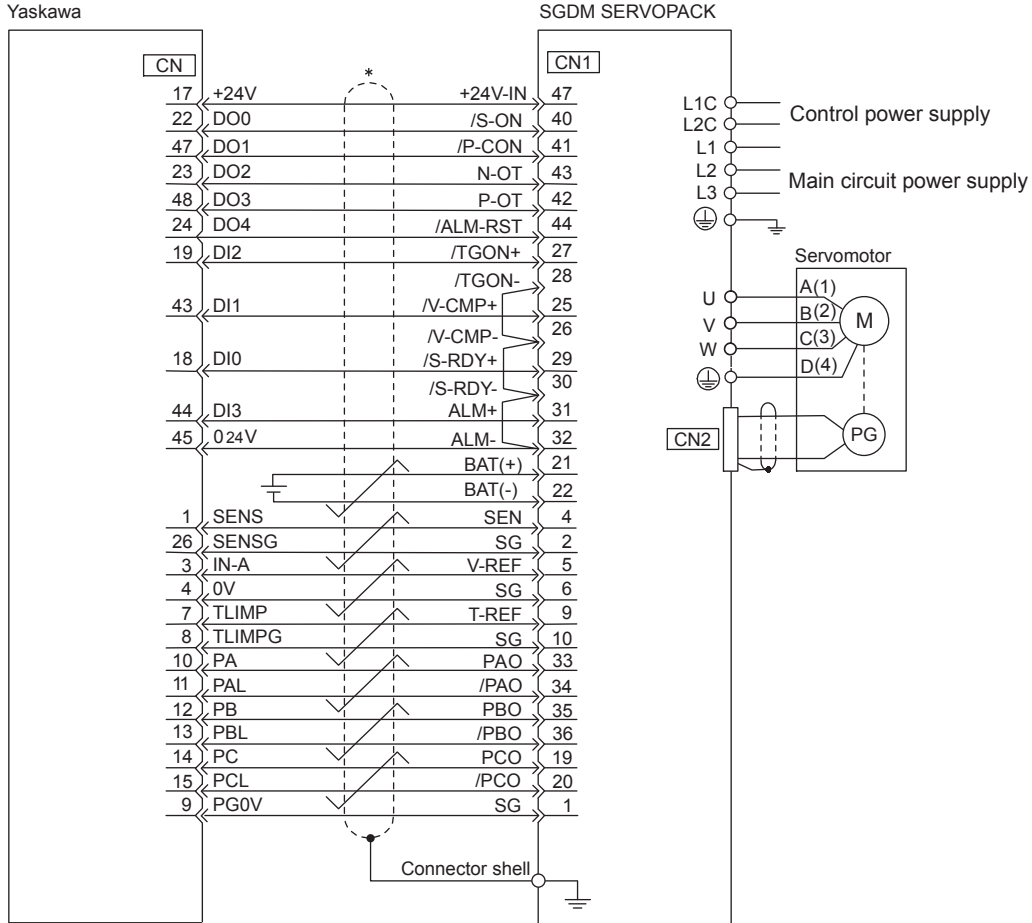 Yaskawa
SGDM SERVOPACK
CN
*
CN1
17 +24V +24V-IN 47
22 DO0 /S-ON 40
47 DO1 /P-CON 41
23 DO2 N-OT 43
48 DO3 P-OT 42
24 DO4 /ALM-RST 44
19 DI2 /TGON+ 27
/TGON- 28
43 DI1 /V-CMP+ 25
/V-CMP- 26
18 DI0 /S-RDY+ 29
/S-RDY- 30
44 DI3 ALM+ 31
45 024V ALM- 32
BAT(+) 21
BAT(-) 22
1 SENS SEN 4
26 SENSG SG 2
3 IN-A V-REF 5
4 0V SG 6
7 TLIMP T-REF 9
8 TLIMPG SG 10
10 PA PAO 33
11 PAL /PAO 34
12 PB PBO 35
13 PBL /PBO 36
14 PC PCO 19
15 PCL /PCO 20
9 PG0V SG 1
Connector shell
L1C
L2C
Control power supply
L1
L2
L3
Main circuit power supply
Servomotor
U A(1)
V B(2)
W C(3)
D(4)
M
CN2
PG